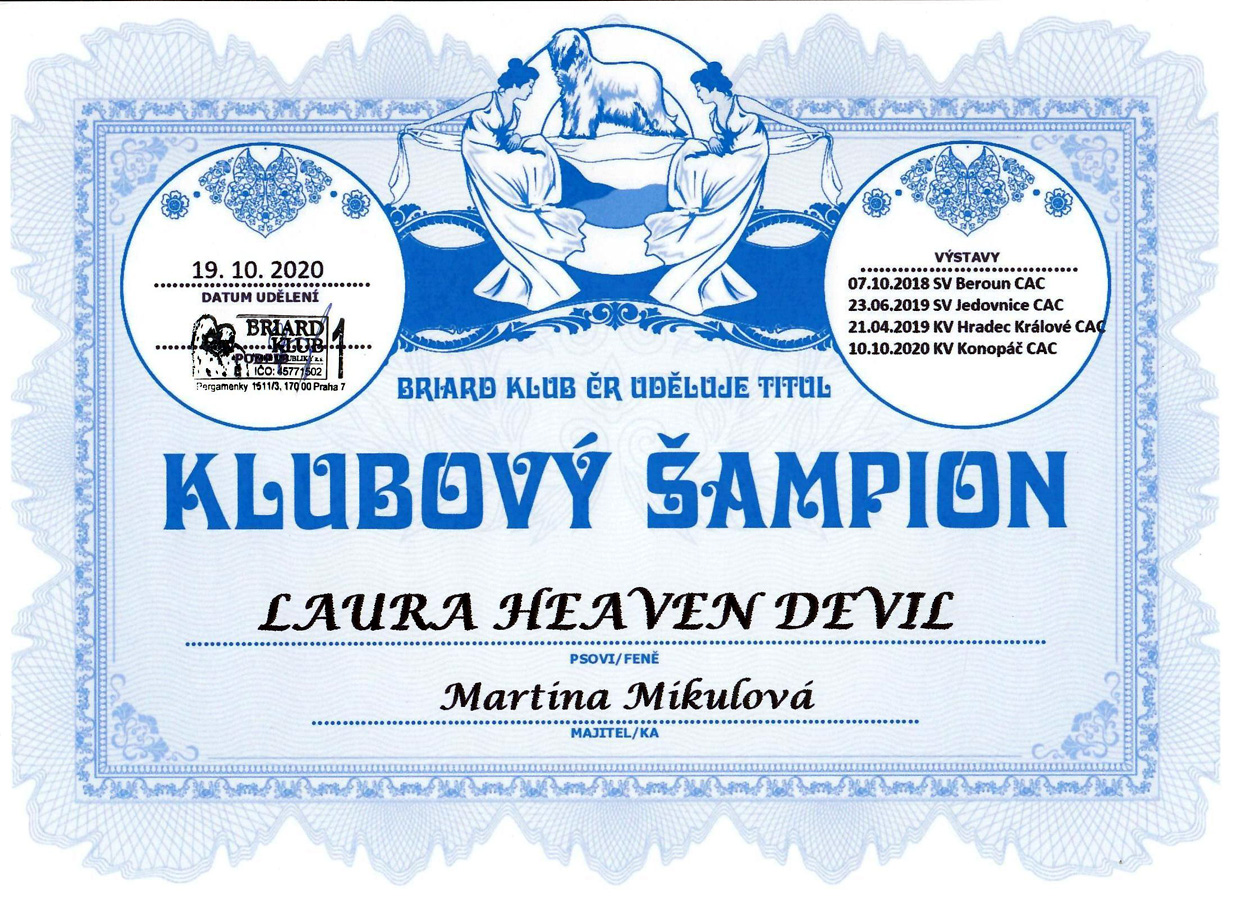 19. 10. 2020
DATUM UDĚLENÍ
BRIARD
KLUB
IČO: 45771502
Pergamenky 1511/3, 170 00 Praha 7
1
VÝSTAVY
07.10.2018 SV Beroun CAC
23.06.2019 SV Jedovnice CAC
21.04.2019 KV Hradec Králové CAC
10.10.2020 KV Konopáč CAC
BRIARD KLUB ČR UDĚLUJE TITUL
KLUBOVÝ ŠAMPION
LAURA HEAVEN DEVIL
PSOVI/FENĚ
Martina Mikulová
MAJITEL/KA